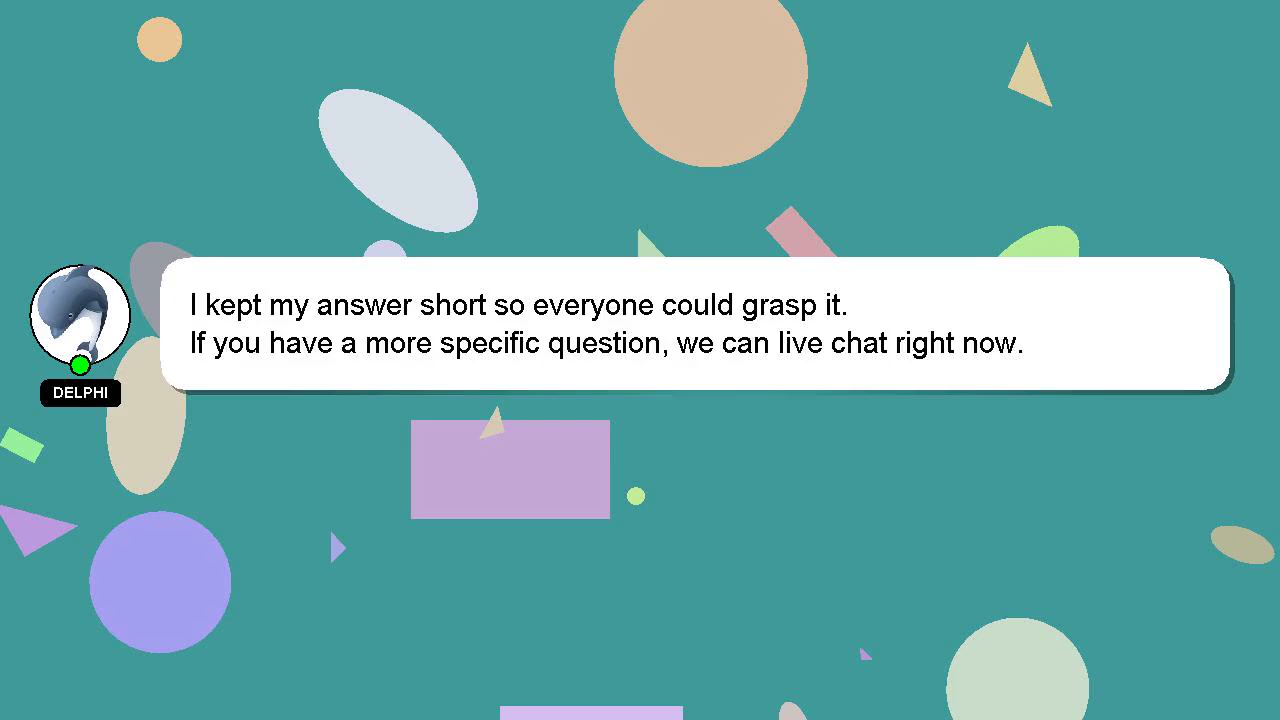 I kept my answer short so everyone could grasp it.
If you have a more specific question, we can live chat right now.
DELPHI